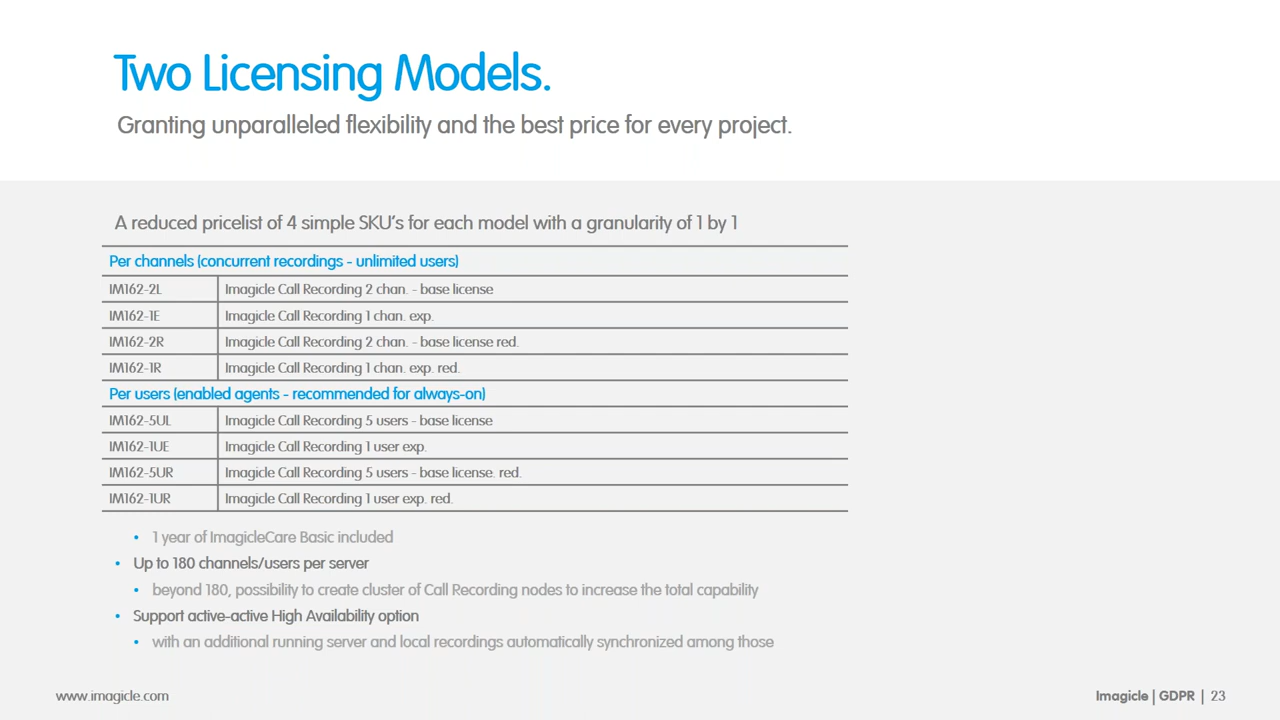 Two Licensing Models.
Granting unparalleled flexibility and the best price for every project.
A reduced pricelist of 4 simple SKU's for each model with a granularity of 1 by 1
Per channels (concurrent recordings - unlimited users)
IM162-2L Imagicle Call Recording 2 chan. - base license
IM162-1E Imagicle Call Recording 1 chan. exp.
IM162-2R Imagicle Call Recording 2 chan. - base license red.
IM162-1R Imagicle Call Recording 1 chan. exp. red.
Per users (enabled agents - recommended for always-on)
IM162-5UL Imagicle Call Recording 5 users - base license
IM162-1UE Imagicle Call Recording 1 user exp.
IM162-5UR Imagicle Call Recording 5 users - base license. red.
IM162-1UR Imagicle Call Recording 1 user exp. red.
• 1 year of ImagicleCare Basic included
• Up to 180 channels/users per server
• beyond 180, possibility to create cluster of Call Recording nodes to increase the total capability
• Support active-active High Availability option
• with an additional running server and local recordings automatically synchronized among those
www.imagicle.com
Imagicle | GDPR | 23